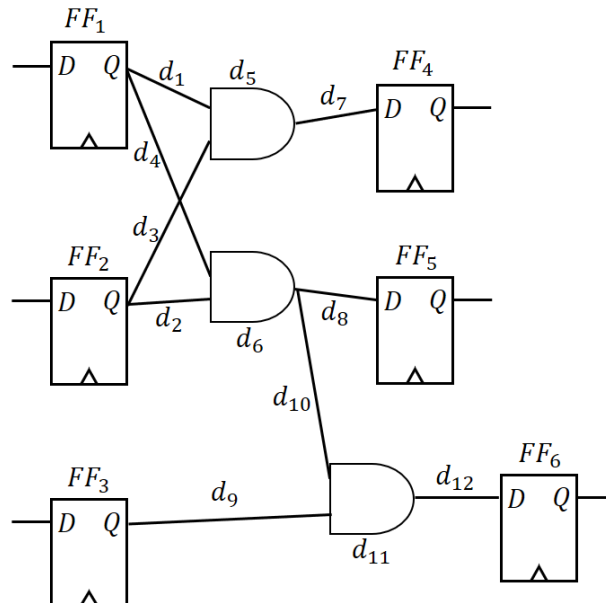 FF₁
D Q
d₁
d₅
d₇
FF₄
D Q
d₄
d₃
FF₂
D Q
d₂
d₆
d₈
FF₅
D Q
d₁₀
FF₃
D Q
d₉
d₁₁
d₁₂
FF₆
D Q